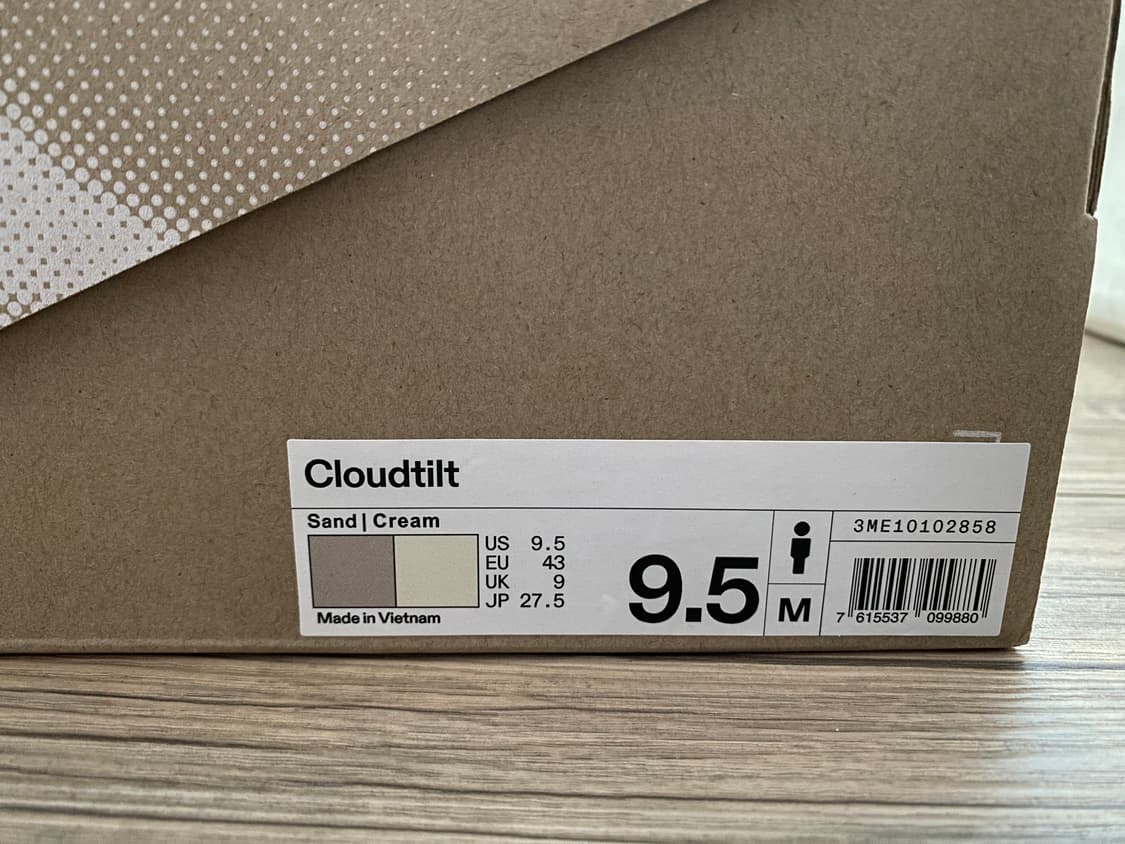 Cloudtilt
Sand | Cream
US 9.5
EU 43
UK 9
JP 27.5
Made in Vietnam
9.5
M
3ME10102858
7 615537 099880